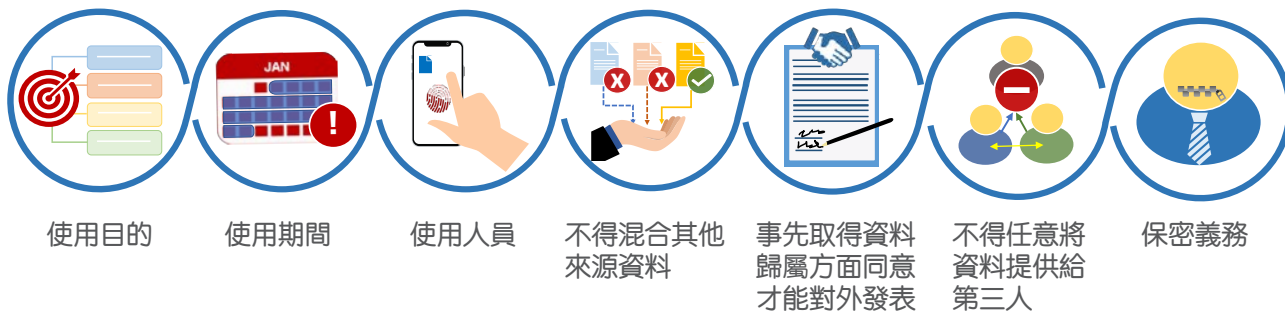 JAN
!
使用目的
使用期間
使用人員
不得混合其他
來源資料
事先取得資料
歸屬方面同意
才能對外發表
不得任意將
資料提供給
第三人
保密義務